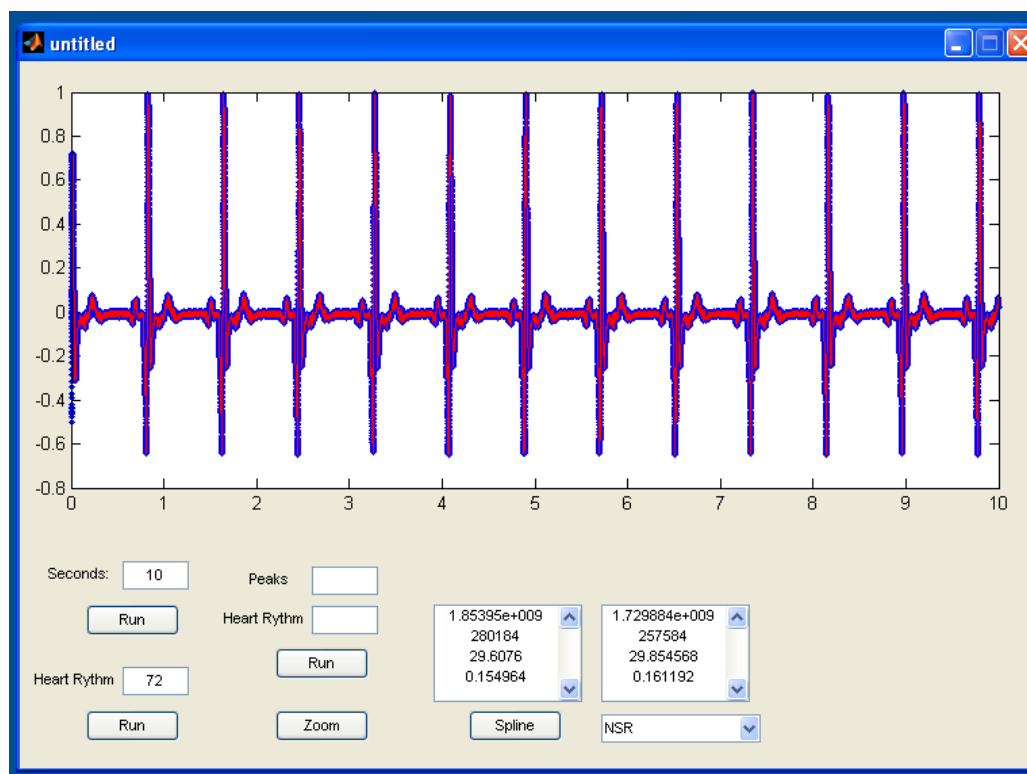 untitled
1
0.8
0.6
0.4
0.2
0
-0.2
-0.4
-0.6
-0.8
0 1 2 3 4 5 6 7 8 9 10
Seconds: 10
Run
Heart Rythm 72
Run
Peaks
Heart Rythm
Run
Zoom
1.85395e+009
280184
29.6076
0.154964
Spline
1.729884e+009
257584
29.854568
0.161192
NSR